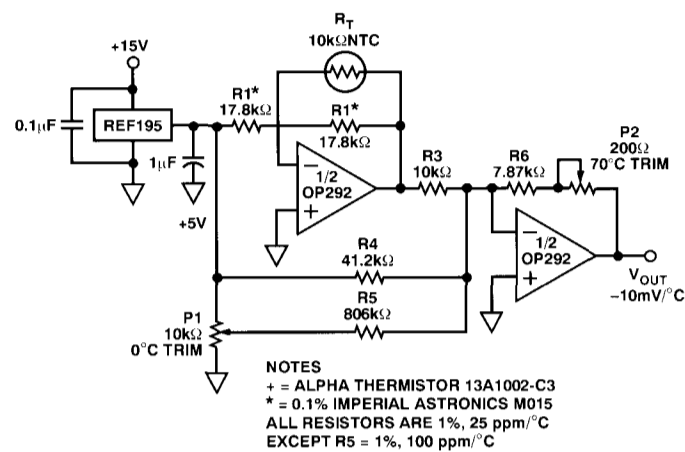 R_T
10kΩNTC
+15V
R1*
17.8kΩ
R1*
17.8kΩ
0.1μF
REF195
1μF
+5V
−
+
1/2
OP292
R3
10kΩ
R6
7.87kΩ
P2
200Ω
70°C TRIM
−
+
1/2
OP292
V_OUT
−10mV/°C
R4
41.2kΩ
R5
806kΩ
P1
10kΩ
0°C TRIM
NOTES
+ = ALPHA THERMISTOR 13A1002-C3
* = 0.1% IMPERIAL ASTRONICS M015
ALL RESISTORS ARE 1%, 25 ppm/°C
EXCEPT R5 = 1%, 100 ppm/°C